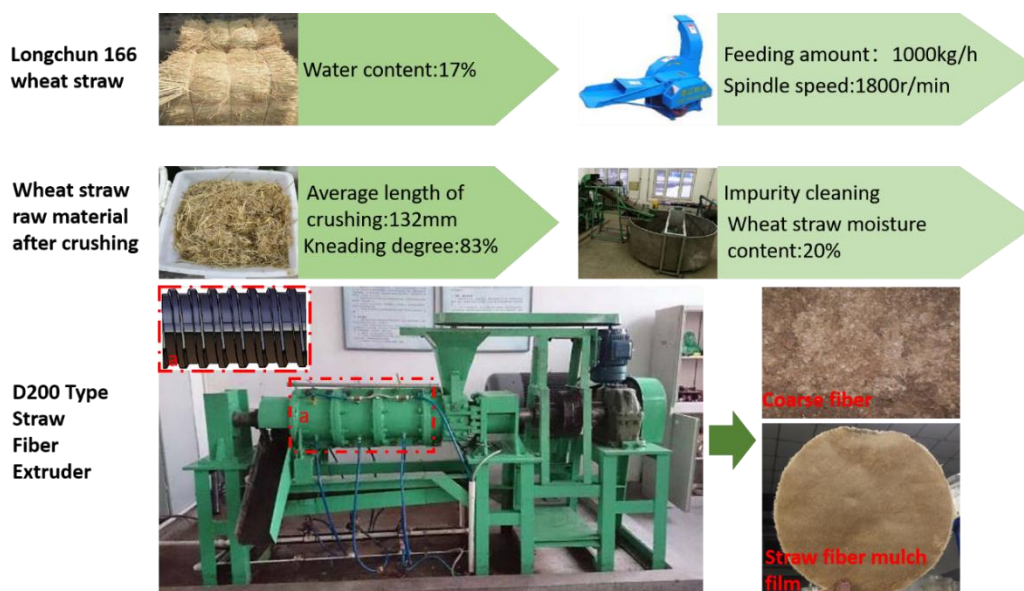 Longchun 166
wheat straw
Water content:17%
Feeding amount：1000kg/h
Spindle speed:1800r/min
Wheat straw
raw material
after crushing
Average length of
crushing:132mm
Kneading degree:83%
Impurity cleaning
Wheat straw moisture
content:20%
a
D200 Type
Straw
Fiber
Extruder
a
Coarse fiber
Straw fiber mulch
film